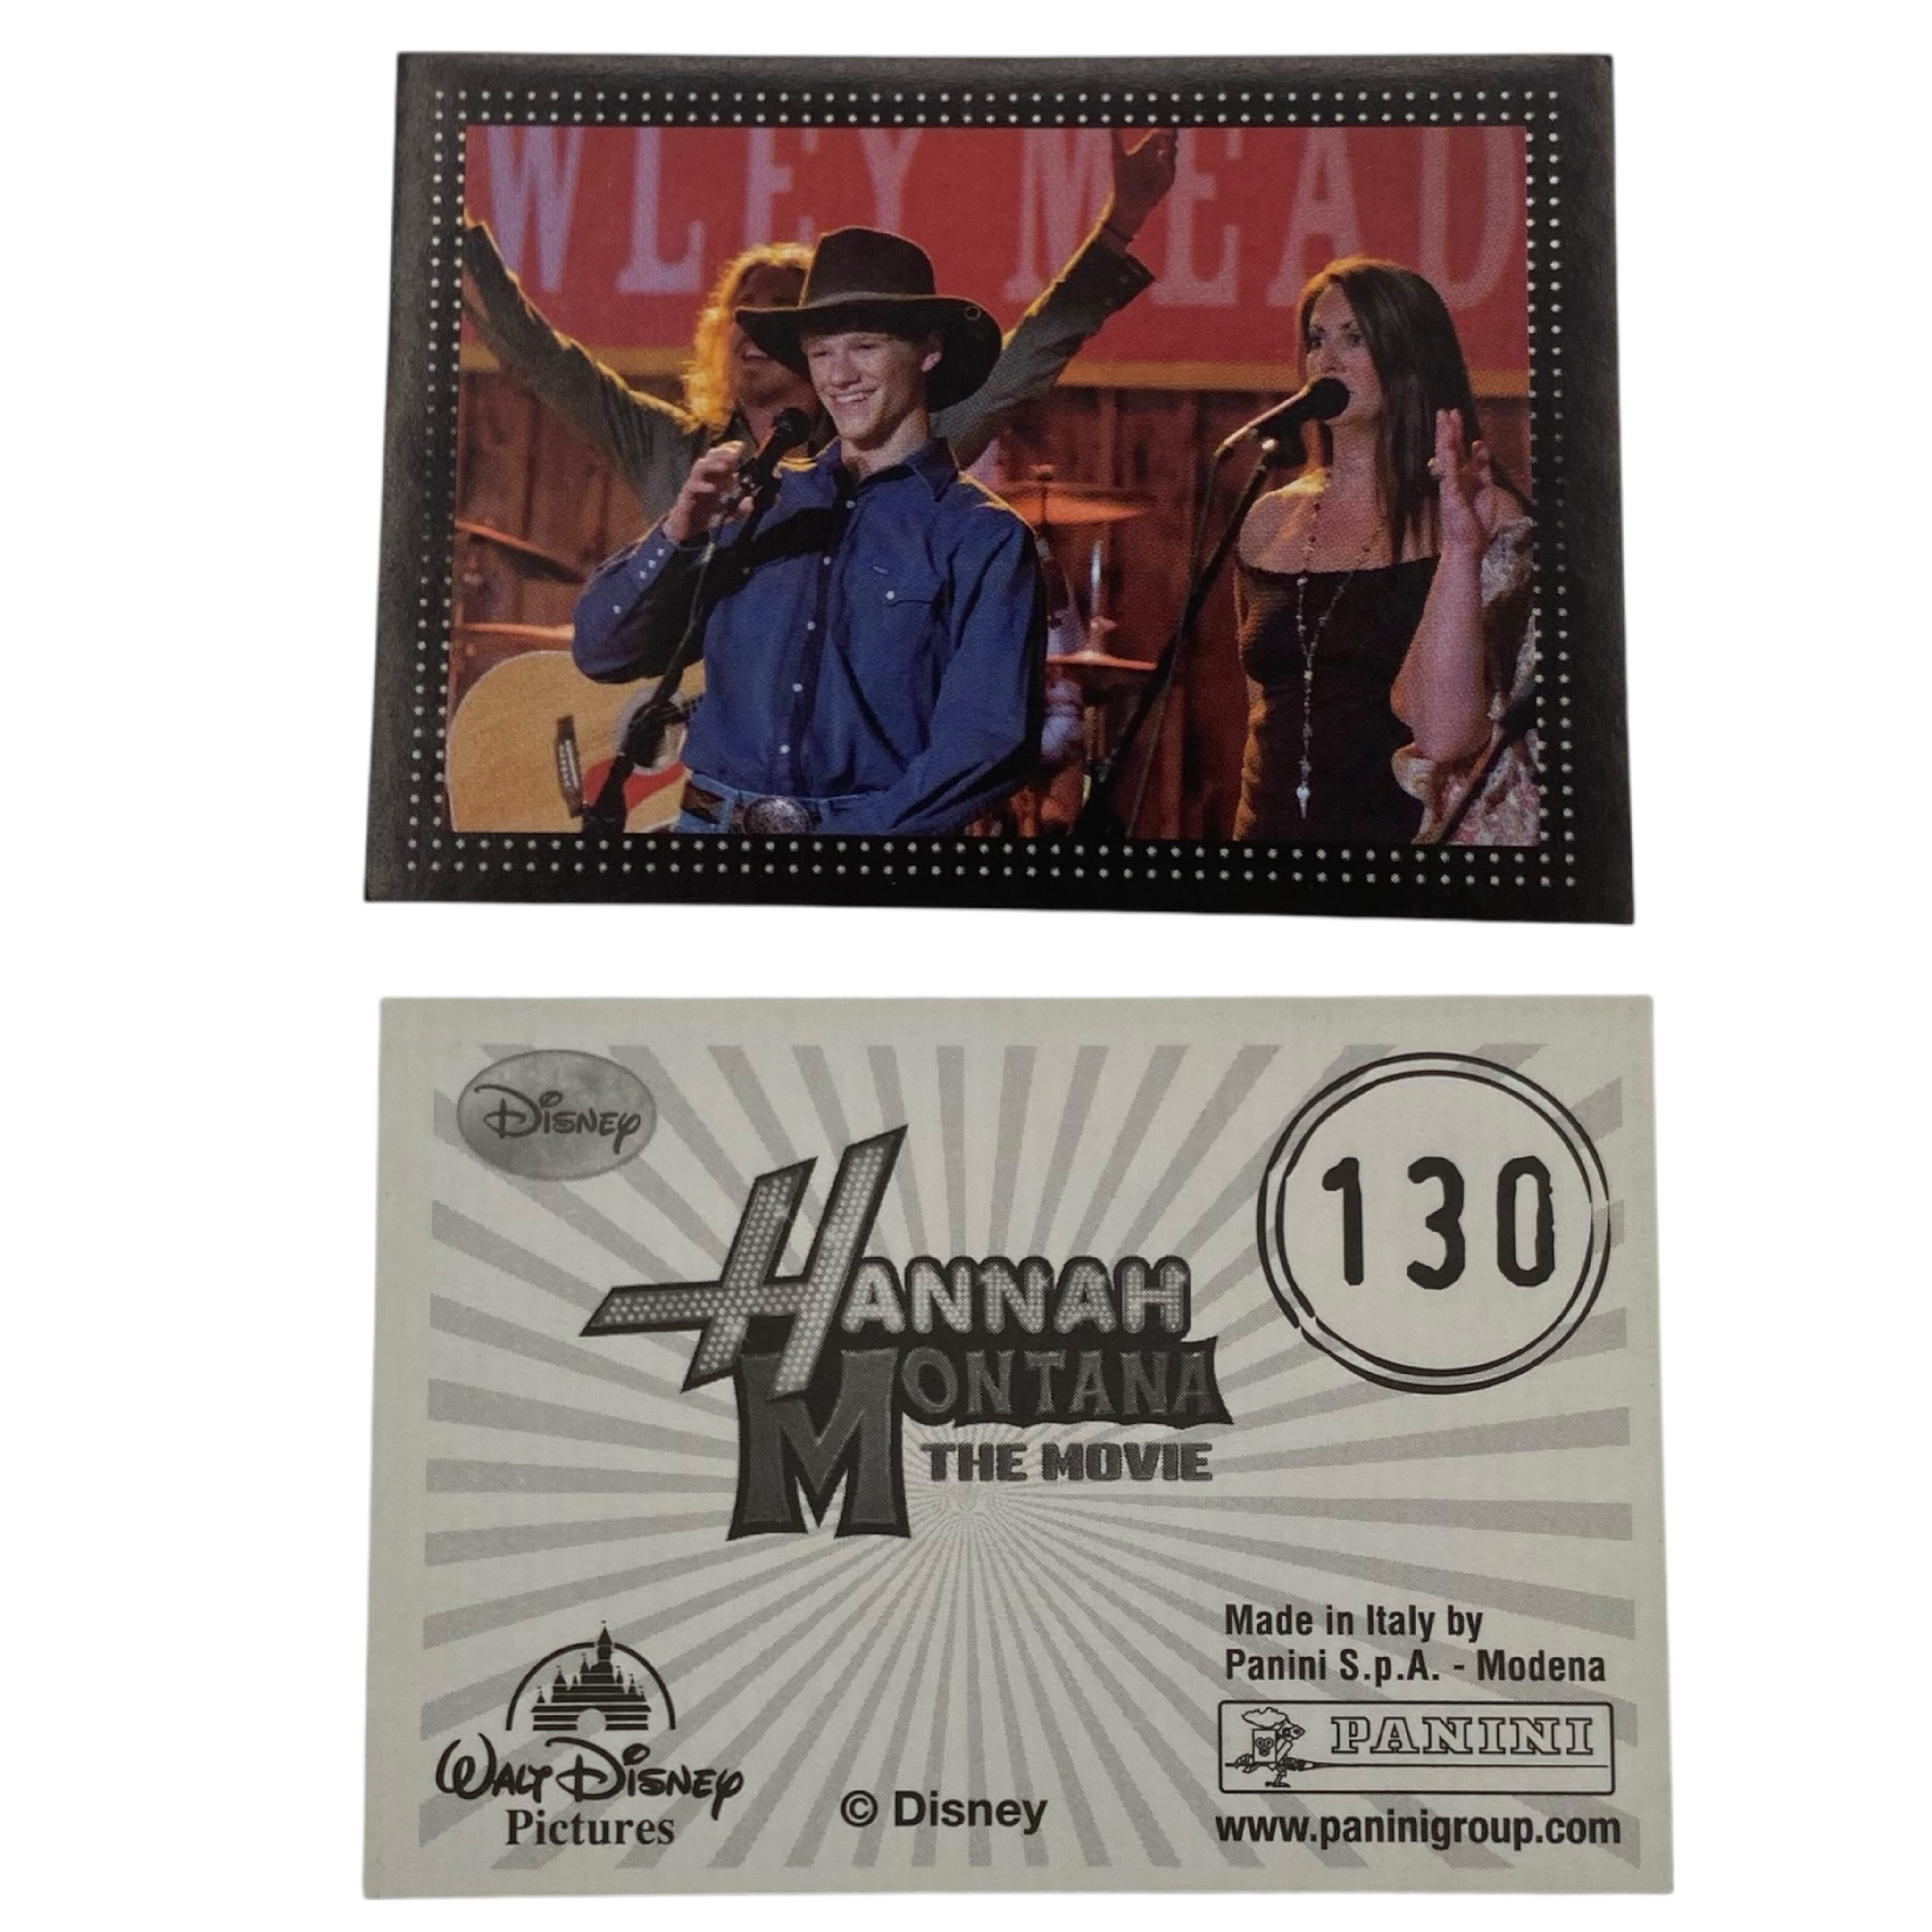 WLEY MEAD
Disney
130
HANNAH
MONTANA
THE MOVIE
Made in Italy by
Panini S.p.A. - Modena
PANINI
www.paninigroup.com
WALT DISNEY
Pictures
© Disney